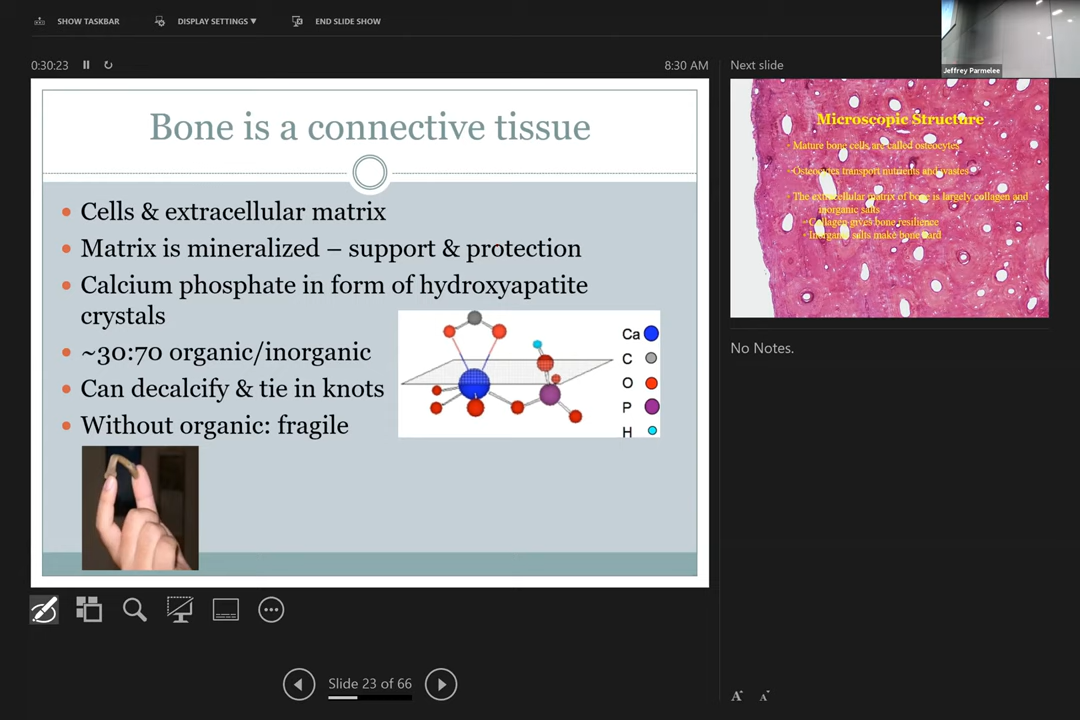 SHOW TASKBAR
DISPLAY SETTINGS ▼
END SLIDE SHOW
Jeffrey Parmelee
0:30:23
8:30 AM
Next slide
Bone is a connective tissue
• Cells & extracellular matrix
• Matrix is mineralized – support & protection
• Calcium phosphate in form of hydroxyapatite
crystals
• ~30:70 organic/inorganic
• Can decalcify & tie in knots
• Without organic: fragile
Ca
C
O
P
H
Microscopic Structure
• Mature bone cells are called osteocytes
• Osteocytes transport nutrients and wastes
• The extracellular matrix of bone is largely collagen and
inorganic salts
• Collagen gives bone resilience
• Inorganic salts make bone hard
No Notes.
Slide 23 of 66
A
A